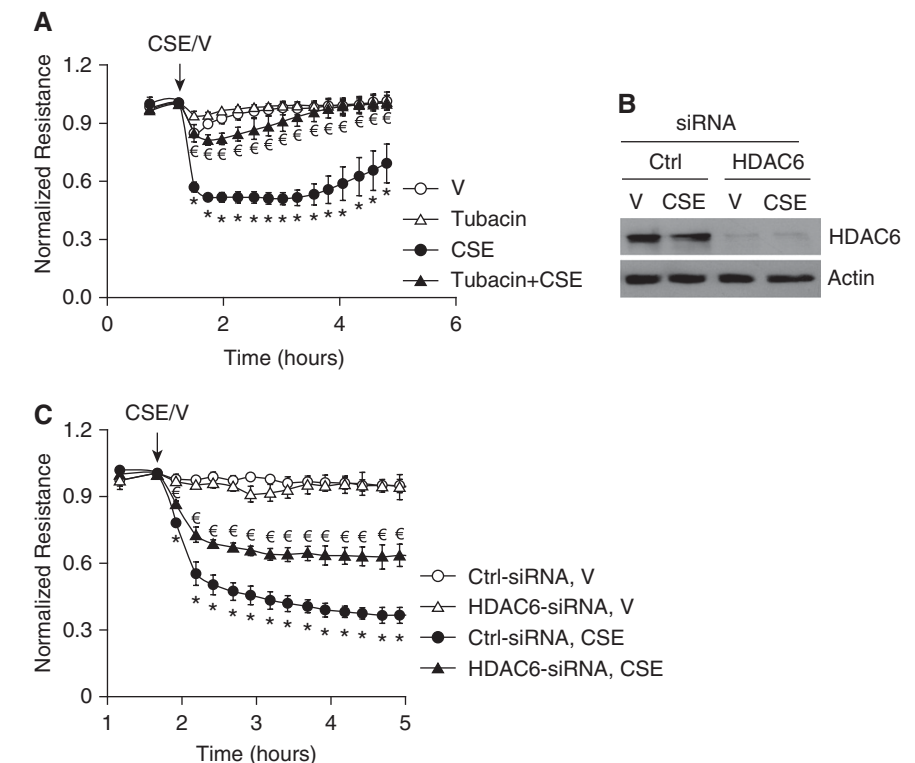 A
CSE/V
1.2
0.9
0.6
0.3
0.0
Normalized Resistance
€ € € € € € € € € € € € € €
* * * * * * * * * * * * * *
0 2 4 6
Time (hours)
V
Tubacin
CSE
Tubacin+CSE
B
siRNA
Ctrl HDAC6
V CSE V CSE
HDAC6
Actin
C
CSE/V
1.2
0.9
0.6
0.3
0
Normalized Resistance
€
€ € € € € € € € € € € €
*
* * * * * * * * * * * *
1 2 3 4 5
Time (hours)
Ctrl-siRNA, V
HDAC6-siRNA, V
Ctrl-siRNA, CSE
HDAC6-siRNA, CSE